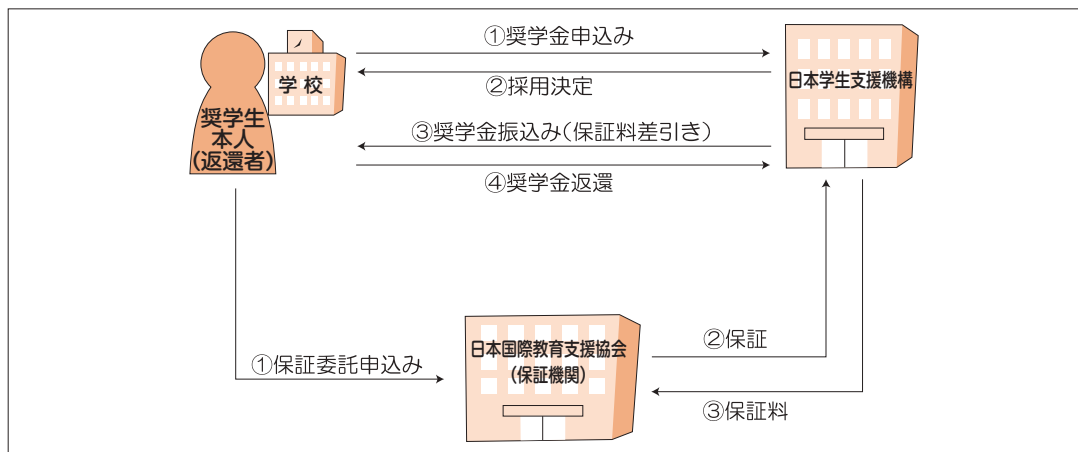 ①奨学金申込み
学校
②採用決定
日本学生支援機構
奨学生
本人
(返還者)
③奨学金振込み(保証料差引き)
④奨学金返還
①保証委託申込み
日本国際教育支援協会
(保証機関)
②保証
③保証料